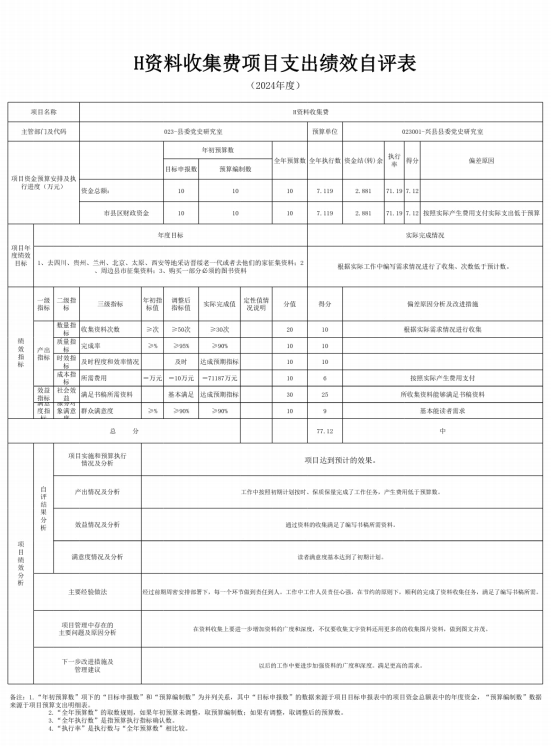 H资料收集费项目支出绩效自评表
（2024年度）
项目名称 H资料收集费
主管部门及代码 023-县委党史研究室 预算单位 023001-兴县县委党史研究室
项目资金预算安排及执行进度（万元） 年初预算数 全年预算数 全年执行数 资金结(转)余 执行率 得分 偏差原因
目标申报数 预算编制数
资金总额: 10 10 10 7.119 2.881 71.19 7.12
市县区财政资金 10 10 10 7.119 2.881 71.19 7.12 按照实际产生费用支付实际支出低于预算
项目年度绩效目标 年度目标 实际完成情况
1、去四川、贵州、兰州、北京、太原、西安等地采访晋绥老一代或者去他们的家征集资料;2
、周边县市征集资料;3、购买一部分必须的图书资料
根据实际工作中编写需求情况进行了收集、次数低于预计数。
绩效指标 一级指标 二级指标 三级指标 年初指标值 调整后指标值 实际完成值 定性值情况说明 分值 得分 偏差原因分析及改进措施
产出指标 数量指标 收集资料次数 ≥次 ≥50次 ≥30次 20 10 根据实际需求情况进行收集
质量指标 完成率 ≥% ≥95% ≥90% 10 10
时效指标 及时程度和效率情况 及时 达成预期指标 10 10
成本指标 所需费用 =万元 =10万元 =71187万元 10 6 按照实际产生费用支付
效益指标 社会效益 满足书稿所需资料 基本满足 达成预期指标 30 25 所收集资料能够满足书稿资料
满意度指标 服务对象满意度 群众满意度 ≥% ≥90% ≥90% 10 9 基本能读者需求
总 分 77.12 中
项目绩效分析 自评结果分析 项目实施和预算执行情况及分析 项目达到预计的效果。
产出情况及分析 工作中按照初期计划按时、保质保量完成了工作任务，产生费用低于预算数。
效益情况及分析 通过资料的收集满足了编写书稿所需资料。
满意度情况及分析 读者满意度基本达到了初期计划。
主要经验做法 经过前期周密安排部署下，每一个环节做到责任到人。工作中工作人员责任心强，在节约的原则下，顺利的完成了资料收集任务，满足了编写书稿所需。
项目管理中存在的主要问题及原因分析 在资料收集上要进一步增加资料的广度和深度，不仅要收集文字资料还用更多的的收集图片资料，做到图文并茂。
下一步改进措施及管理建议 以后的工作中要进步加强资料的广度和深度，满足更高的需求。
备注：1.“年初预算数”项下的“目标申报数”和“预算编制数”为并列关系，其中“目标申报数”的数据来源于项目目标申报表中的项目资金总额表中的年度资金，“预算编制数”数据
来源于项目预算支出明细表。
2.“全年预算数”的取数规则，如果年初预算未调整，取预算编制数；如果有调整，取调整后的预算数。
3.“全年执行数”是指预算执行指标确认数。
4.“执行率”是执行数与“全年预算数”相比较。